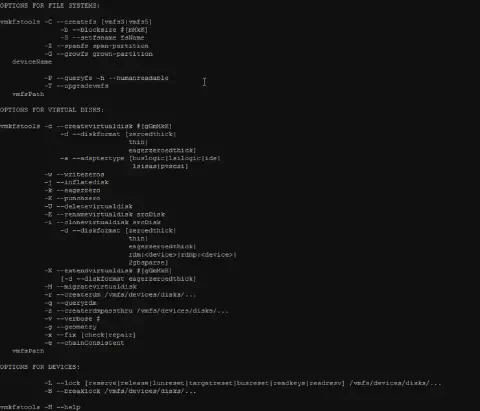 OPTIONS FOR FILE SYSTEMS:
vmkfstools -C --createfs [vmfs3|vmfs5]
-b --blocksize #[mMkK]
-S --setfsname fsName
-Z --spanfs span-partition
-G --growfs grown-partition
deviceName
-P --queryfs -h --humanreadable
-T --upgradevmfs
vmfsPath
OPTIONS FOR VIRTUAL DISKS:
vmkfstools -c --createvirtualdisk #[gGmMkK]
-d --diskformat [zeroedthick|
thin|
eagerzeroedthick]
-a --adaptertype [buslogic|lsilogic|ide|
lsisas|pvscsi]
-w --writezeros
-j --inflatedisk
-k --eagerzero
-K --punchzero
-U --deletevirtualdisk
-E --renamevirtualdisk srcDisk
-i --clonevirtualdisk srcDisk
-d --diskformat [zeroedthick|
thin|
eagerzeroedthick|
rdm:<device>|rdmp:<device>|
2gbsparse]
-X --extendvirtualdisk #[gGmMkK]
[-d --diskformat eagerzeroedthick]
-M --migratevirtualdisk
-r --createrdm /vmfs/devices/disks/...
-q --queryrdm
-z --createrdmpassthru /vmfs/devices/disks/...
-v --verbose #
-g --geometry
-x --fix [check|repair]
-e --chainConsistent
vmfsPath
OPTIONS FOR DEVICES:
-L --lock [reserve|release|lunreset|targetreset|busreset|readkeys|readresv] /vmfs/devices/disks/...
-B --breaklock /vmfs/devices/disks/...
vmkfstools -H --help